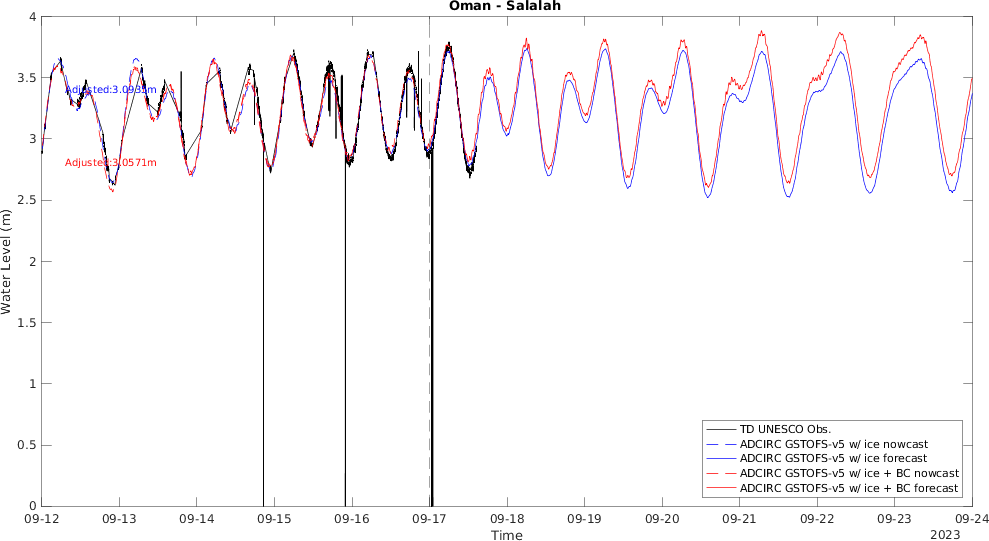 Oman - Salalah
4
3.5
3
2.5
2
1.5
1
0.5
0
Water Level (m)
Adjusted:3.0935m
Adjusted:3.0571m
TD UNESCO Obs.
ADCIRC GSTOFS-v5 w/ ice nowcast
ADCIRC GSTOFS-v5 w/ ice forecast
ADCIRC GSTOFS-v5 w/ ice + BC nowcast
ADCIRC GSTOFS-v5 w/ ice + BC forecast
09-12 09-13 09-14 09-15 09-16 09-17 09-18 09-19 09-20 09-21 09-22 09-23 09-24
Time
2023